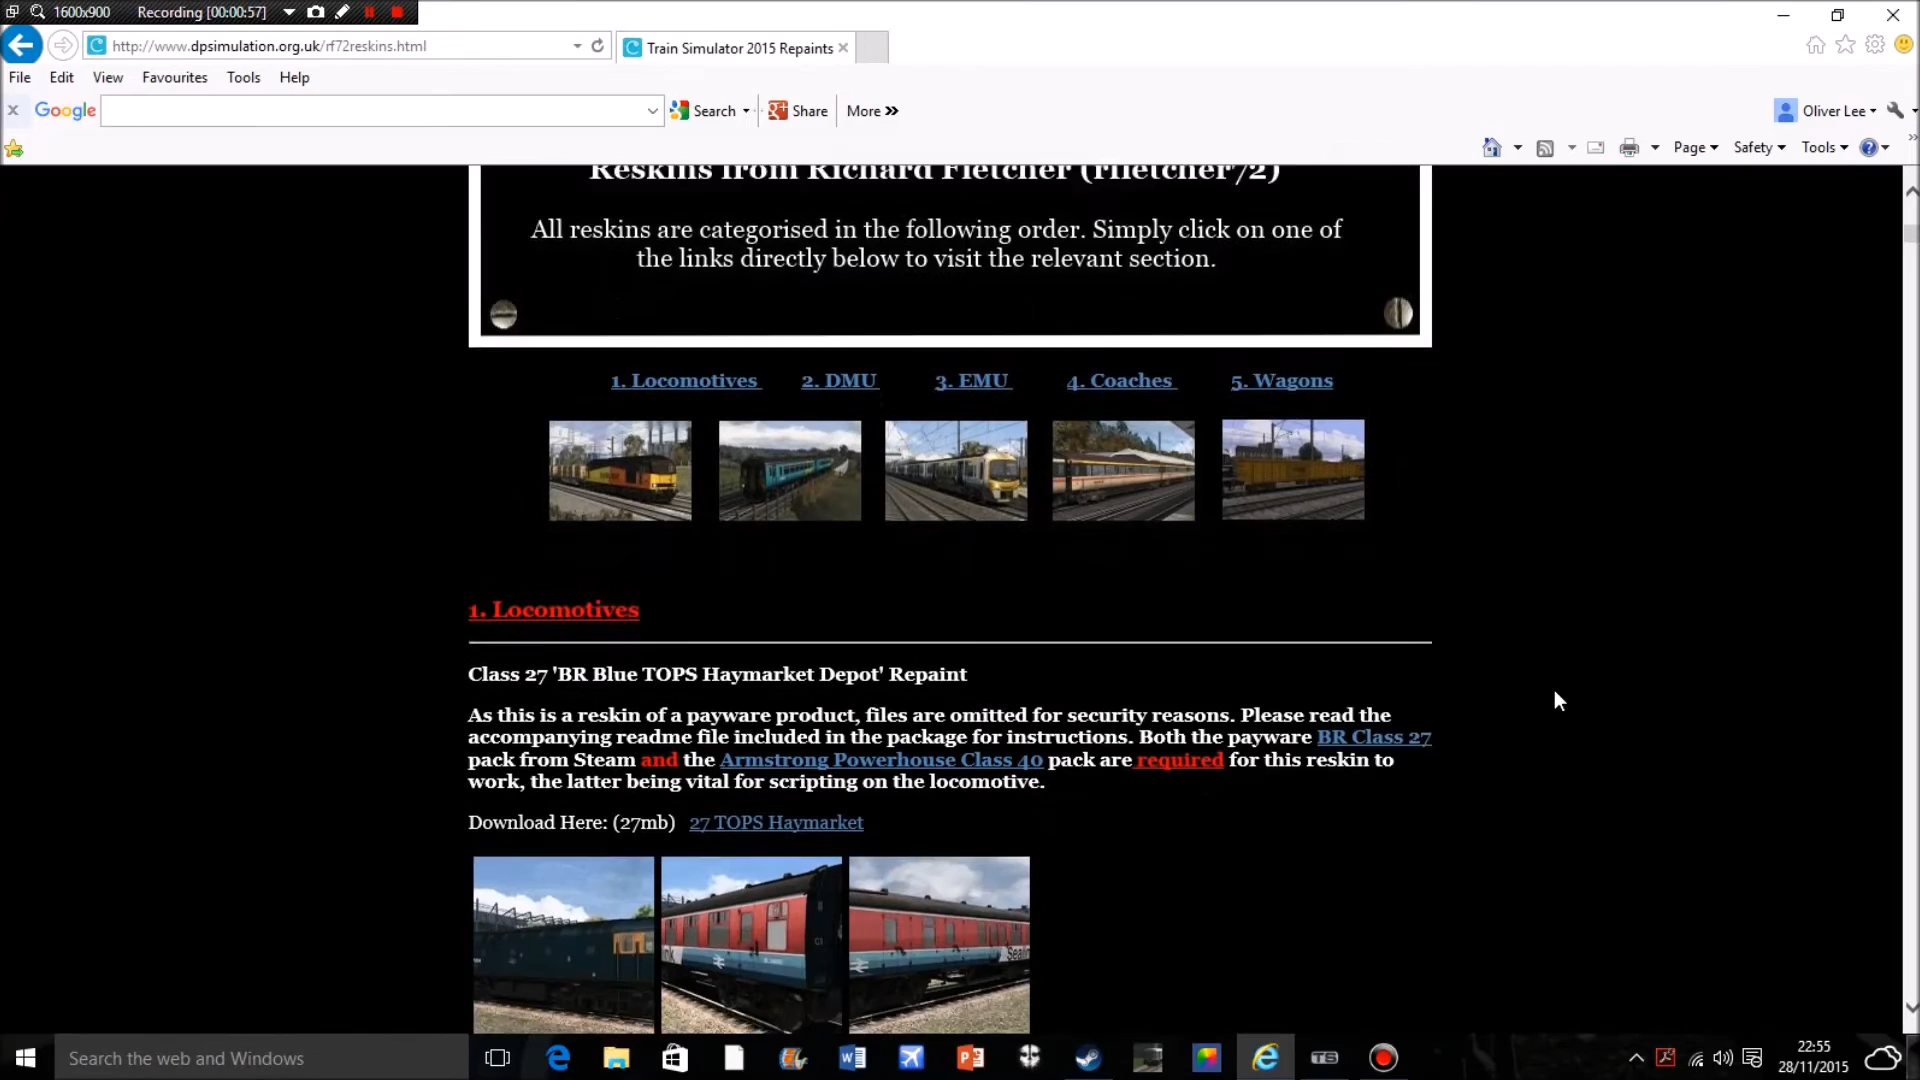 1600x900 Recording [00:00:57]
http://www.dpsimulation.org.uk/rf72reskins.html
Train Simulator 2015 Repaints
File Edit View Favourites Tools Help
Google Search Share More
Oliver Lee
Page Safety Tools
Reskins from Richard Fletcher (rfletcher72)
All reskins are categorised in the following order. Simply click on one of
the links directly below to visit the relevant section.
1. Locomotives 2. DMU 3. EMU 4. Coaches 5. Wagons
1. Locomotives
Class 27 'BR Blue TOPS Haymarket Depot' Repaint
As this is a reskin of a payware product, files are omitted for security reasons. Please read the
accompanying readme file included in the package for instructions. Both the payware BR Class 27
pack from Steam and the Armstrong Powerhouse Class 40 pack are required for this reskin to
work, the latter being vital for scripting on the locomotive.
Download Here: (27mb) 27 TOPS Haymarket
Search the web and Windows
22:55
28/11/2015